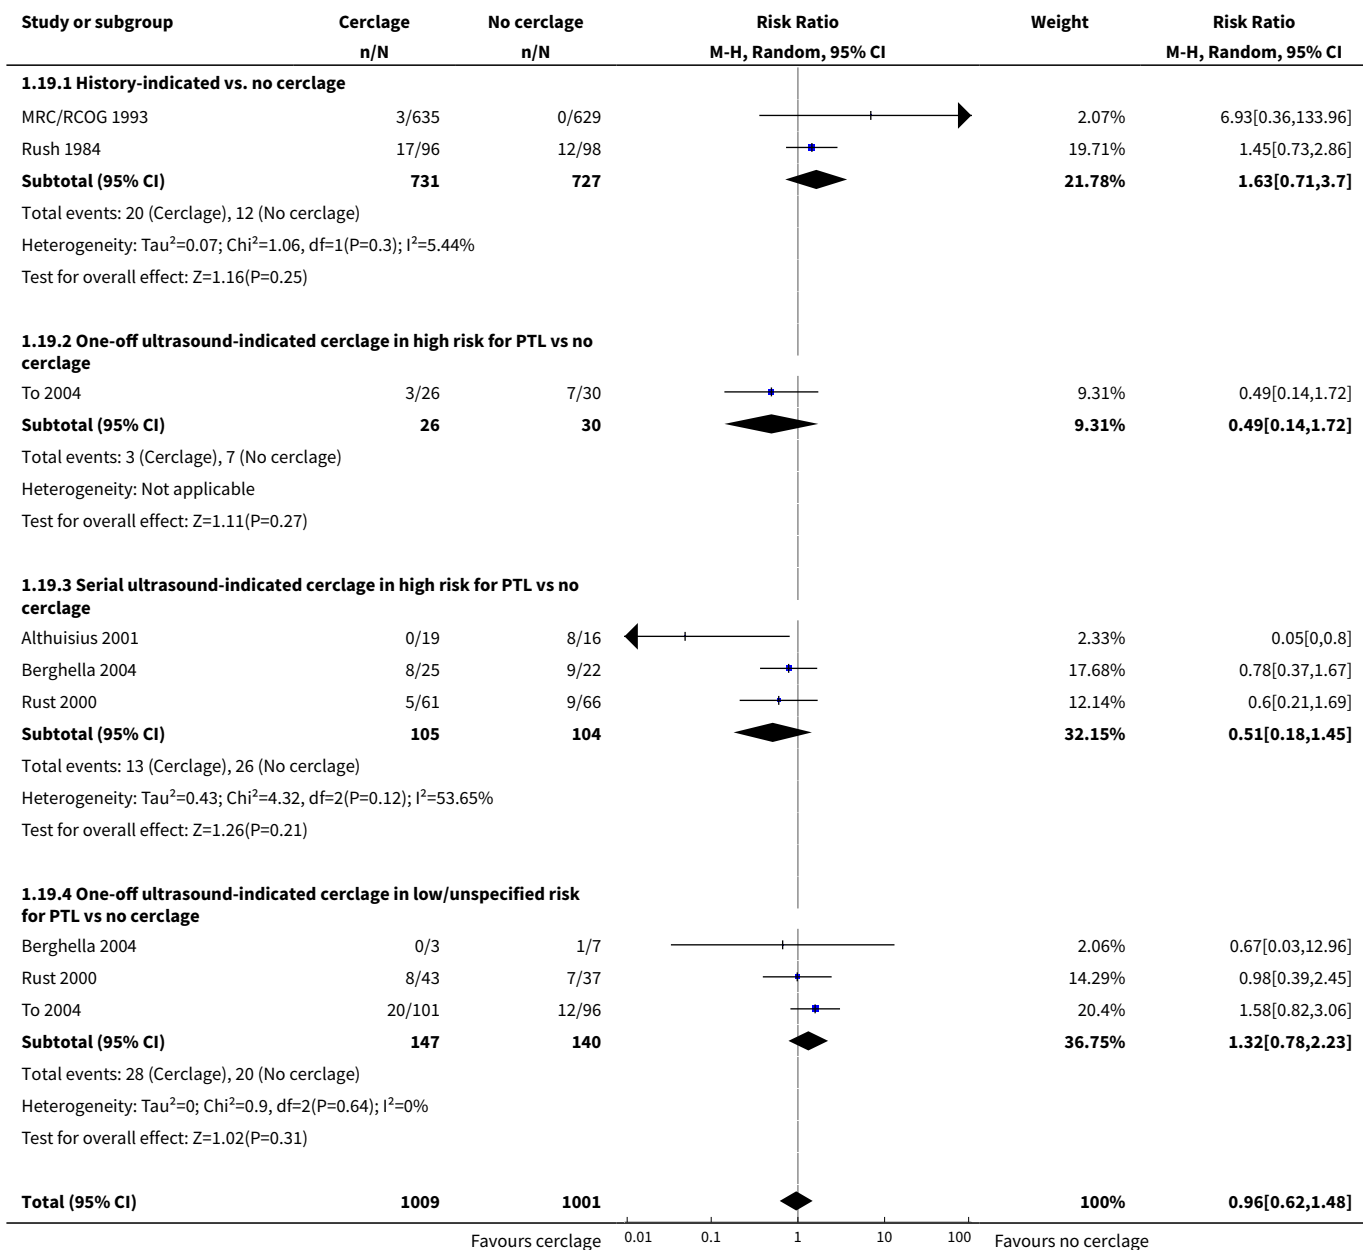 Study or subgroup Cerclage No cerclage Risk Ratio Weight Risk Ratio
n/N n/N M-H, Random, 95% CI M-H, Random, 95% CI
1.19.1 History-indicated vs. no cerclage
MRC/RCOG 1993 3/635 0/629 2.07% 6.93[0.36,133.96]
Rush 1984 17/96 12/98 19.71% 1.45[0.73,2.86]
Subtotal (95% CI) 731 727 21.78% 1.63[0.71,3.7]
Total events: 20 (Cerclage), 12 (No cerclage)
Heterogeneity: Tau²=0.07; Chi²=1.06, df=1(P=0.3); I²=5.44%
Test for overall effect: Z=1.16(P=0.25)
1.19.2 One-off ultrasound-indicated cerclage in high risk for PTL vs no
cerclage
To 2004 3/26 7/30 9.31% 0.49[0.14,1.72]
Subtotal (95% CI) 26 30 9.31% 0.49[0.14,1.72]
Total events: 3 (Cerclage), 7 (No cerclage)
Heterogeneity: Not applicable
Test for overall effect: Z=1.11(P=0.27)
1.19.3 Serial ultrasound-indicated cerclage in high risk for PTL vs no
cerclage
Althuisius 2001 0/19 8/16 2.33% 0.05[0,0.8]
Berghella 2004 8/25 9/22 17.68% 0.78[0.37,1.67]
Rust 2000 5/61 9/66 12.14% 0.6[0.21,1.69]
Subtotal (95% CI) 105 104 32.15% 0.51[0.18,1.45]
Total events: 13 (Cerclage), 26 (No cerclage)
Heterogeneity: Tau²=0.43; Chi²=4.32, df=2(P=0.12); I²=53.65%
Test for overall effect: Z=1.26(P=0.21)
1.19.4 One-off ultrasound-indicated cerclage in low/unspecified risk
for PTL vs no cerclage
Berghella 2004 0/3 1/7 2.06% 0.67[0.03,12.96]
Rust 2000 8/43 7/37 14.29% 0.98[0.39,2.45]
To 2004 20/101 12/96 20.4% 1.58[0.82,3.06]
Subtotal (95% CI) 147 140 36.75% 1.32[0.78,2.23]
Total events: 28 (Cerclage), 20 (No cerclage)
Heterogeneity: Tau²=0; Chi²=0.9, df=2(P=0.64); I²=0%
Test for overall effect: Z=1.02(P=0.31)
Total (95% CI) 1009 1001 100% 0.96[0.62,1.48]
Favours cerclage 0.01 0.1 1 10 100 Favours no cerclage